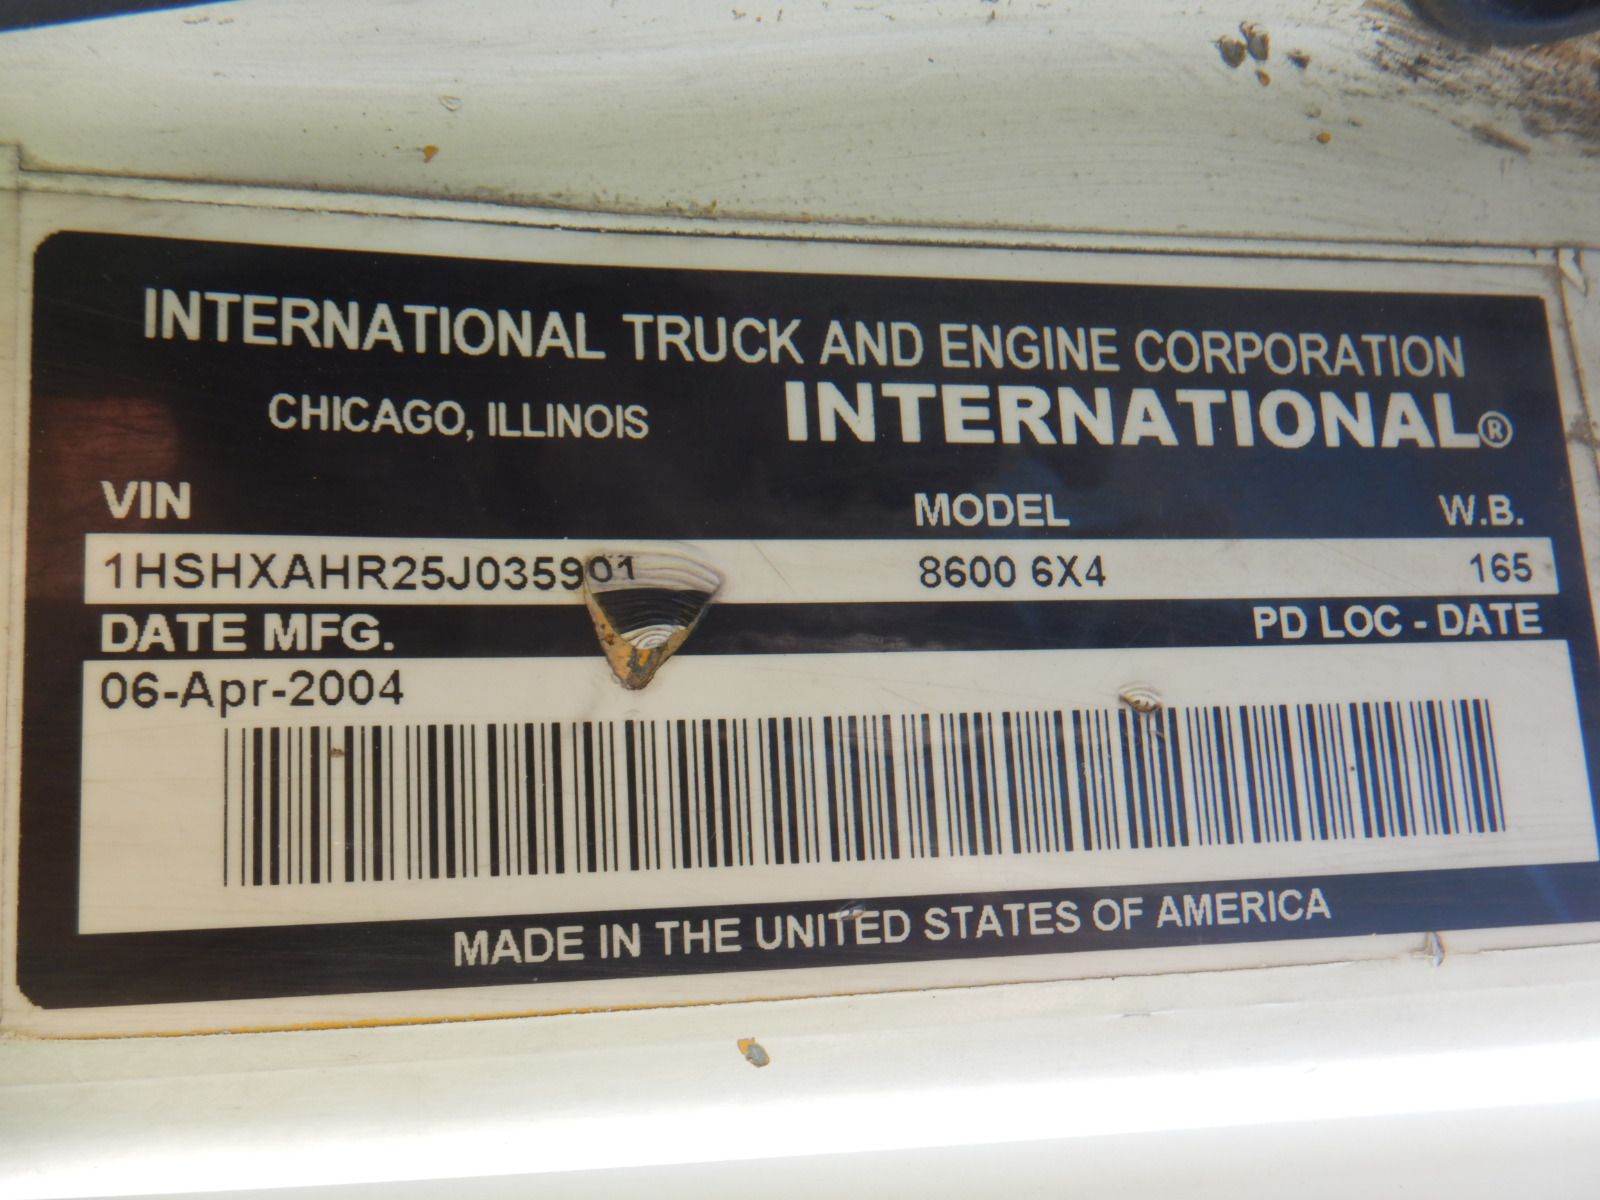 INTERNATIONAL TRUCK AND ENGINE CORPORATION
CHICAGO, ILLINOIS INTERNATIONAL®
VIN MODEL W.B.
1HSHXAHR25J035901 8600 6X4 165
DATE MFG. PD LOC - DATE
06-Apr-2004
MADE IN THE UNITED STATES OF AMERICA